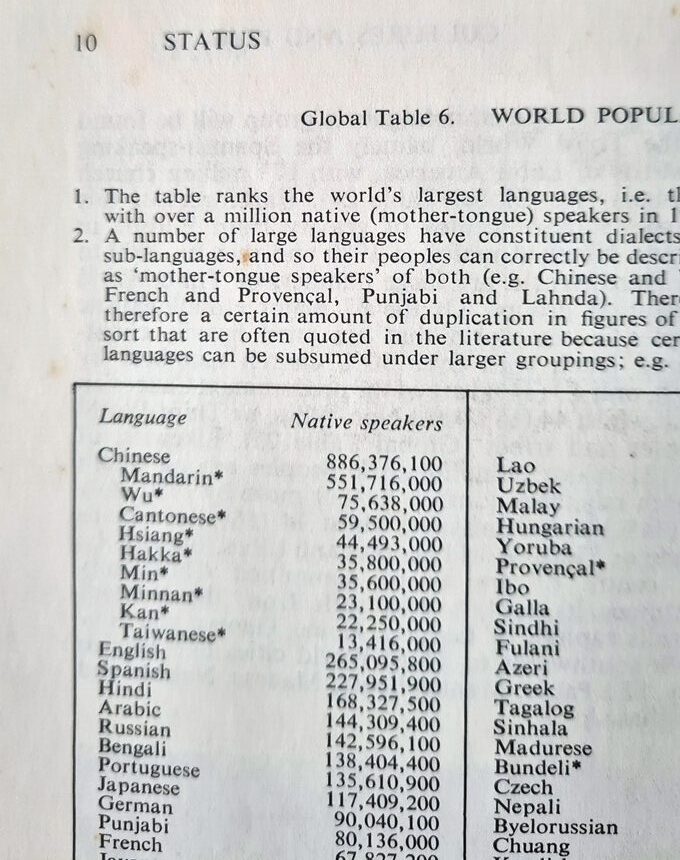 10 STATUS
Global Table 6. WORLD POPUL
1. The table ranks the world's largest languages, i.e.
with over a million native (mother-tongue) speakers in
2. A number of large languages have constituent dialects
sub-languages, and so their peoples can correctly be descr
as 'mother-tongue speakers' of both (e.g. Chinese and
French and Provençal, Punjabi and Lahnda). Ther
therefore a certain amount of duplication in figures of
sort that are often quoted in the literature because cer
languages can be subsumed under larger groupings; e.g.
Language Native speakers
Chinese 886,376,100 Lao
Mandarin* 551,716,000 Uzbek
Wu* 75,638,000 Malay
Cantonese* 59,500,000 Hungarian
Hsiang* 44,493,000 Yoruba
Hakka* 35,800,000 Provençal*
Min* 35,600,000 Ibo
Minnan* 23,100,000 Galla
Kan* 22,250,000 Sindhi
Taiwanese* 13,416,000 Fulani
English 265,095,800 Azeri
Spanish 227,951,900 Greek
Hindi 168,327,500 Tagalog
Arabic 144,309,400 Sinhala
Russian 142,596,100 Madurese
Bengali 138,404,400 Bundeli*
Portuguese 135,610,900 Czech
Japanese 117,409,200 Nepali
German 90,040,100 Byelorussian
Punjabi 80,136,000 Chuang
French